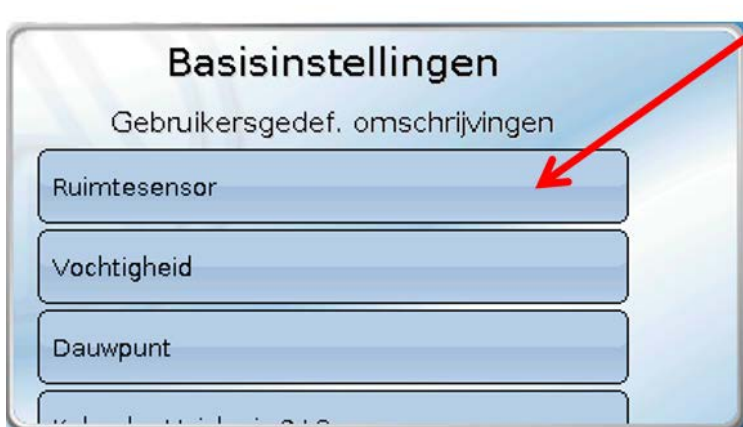 Basisinstellingen
Gebruikersgedef. omschrijvingen
Ruimtesensor
Vochtigheid
Dauwpunt